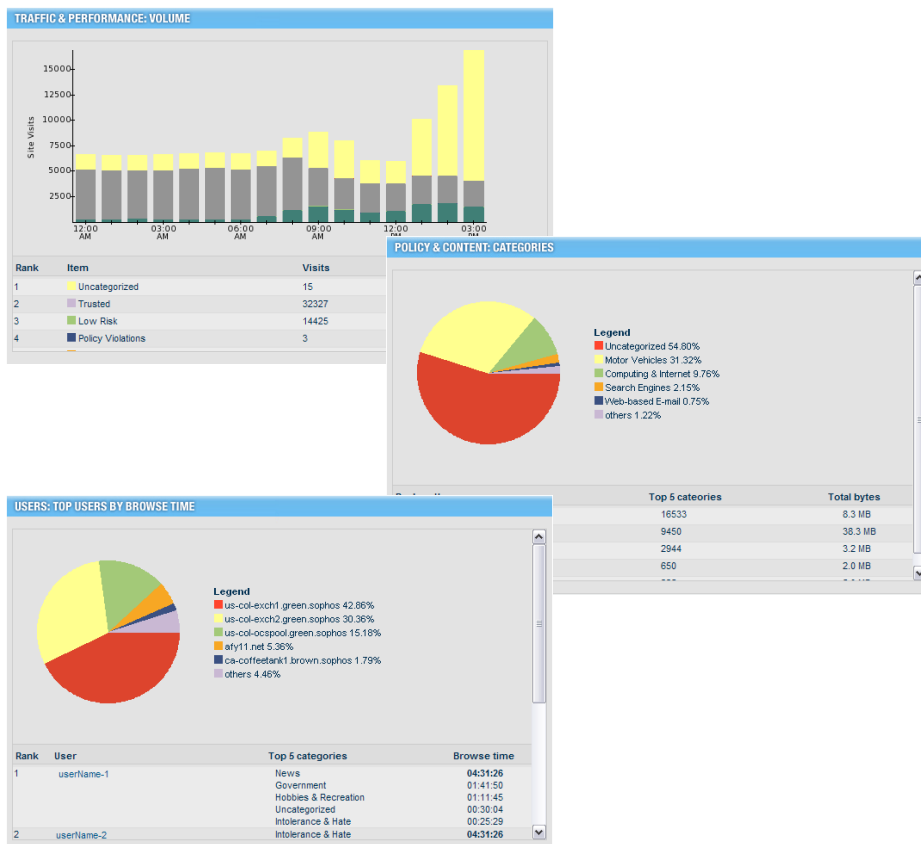 TRAFFIC & PERFORMANCE: VOLUME
Site Visits
15000
12500
10000
7500
5000
2500
12:00 03:00 06:00 09:00 12:00 03:00
AM AM AM AM
Rank Item Visits
1 Uncategorized 15
2 Trusted 32327
3 Low Risk 14425
4 Policy Violations 3
POLICY & CONTENT: CATEGORIES
Legend
Uncategorized 54.80%
Motor Vehicles 31.32%
Computing & Internet 9.76%
Search Engines 2.15%
Web-based E-mail 0.75%
others 1.22%
Top 5 cateories Total bytes
16533 8.3 MB
9450 38.3 MB
2944 3.2 MB
650 2.0 MB
USERS: TOP USERS BY BROWSE TIME
Legend
us-col-exch1.green.sophos 42.86%
us-col-exch2.green.sophos 30.36%
us-col-ocspool.green.sophos 15.18%
afy11.net 5.36%
ca-coffeetank1.brown.sophos 1.79%
others 4.46%
Rank User Top 5 categories Browse time
1 userName-1 News 04:31:26
Government 01:41:50
Hobbies & Recreation 01:11:45
Uncategorized 00:30:04
Intolerance & Hate 00:25:29
2 userName-2 Intolerance & Hate 04:31:26